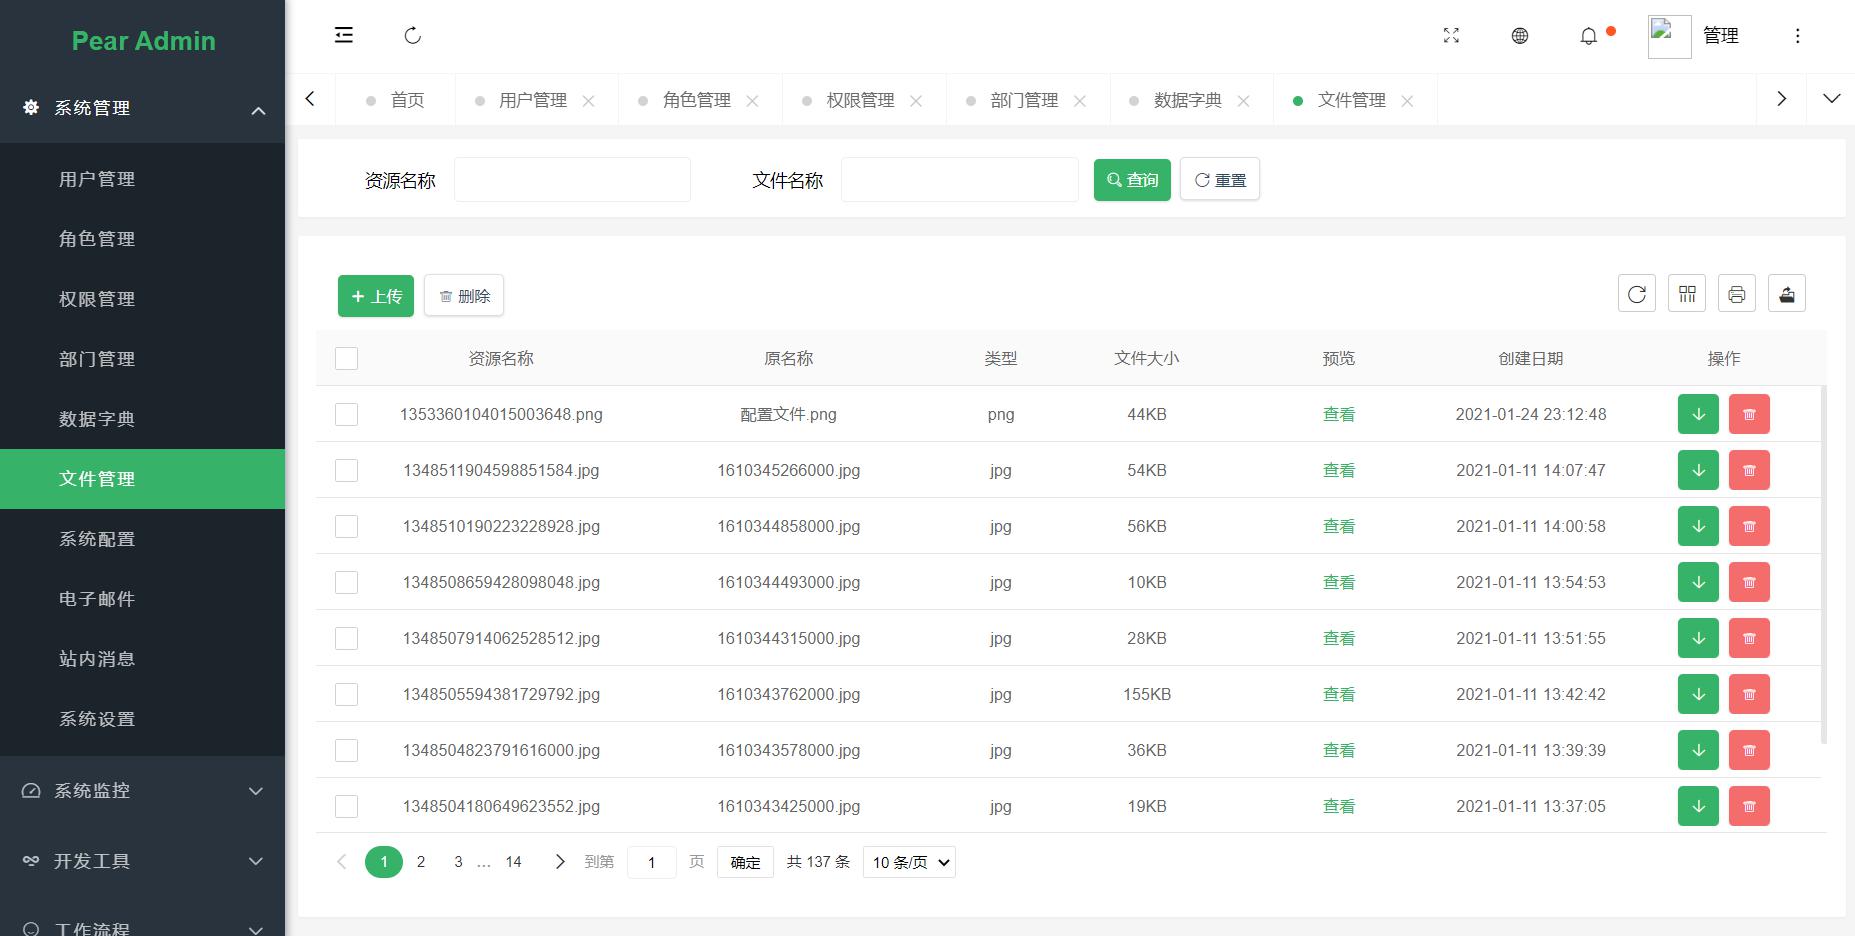 Pear Admin
管理
系统管理
用户管理
角色管理
权限管理
部门管理
数据字典
文件管理
系统配置
电子邮件
站内消息
系统设置
系统监控
开发工具
工作流程
首页 用户管理 角色管理 权限管理 部门管理 数据字典 文件管理
资源名称 文件名称 查询 重置
上传 删除
资源名称 原名称 类型 文件大小 预览 创建日期 操作
1353360104015003648.png 配置文件.png png 44KB 查看 2021-01-24 23:12:48
1348511904598851584.jpg 1610345266000.jpg jpg 54KB 查看 2021-01-11 14:07:47
1348510190223228928.jpg 1610344858000.jpg jpg 56KB 查看 2021-01-11 14:00:58
1348508659428098048.jpg 1610344493000.jpg jpg 10KB 查看 2021-01-11 13:54:53
1348507914062528512.jpg 1610344315000.jpg jpg 28KB 查看 2021-01-11 13:51:55
1348505594381729792.jpg 1610343762000.jpg jpg 155KB 查看 2021-01-11 13:42:42
1348504823791616000.jpg 1610343578000.jpg jpg 36KB 查看 2021-01-11 13:39:39
1348504180649623552.jpg 1610343425000.jpg jpg 19KB 查看 2021-01-11 13:37:05
1 2 3 … 14 到第 1 页 确定 共 137 条 10 条/页